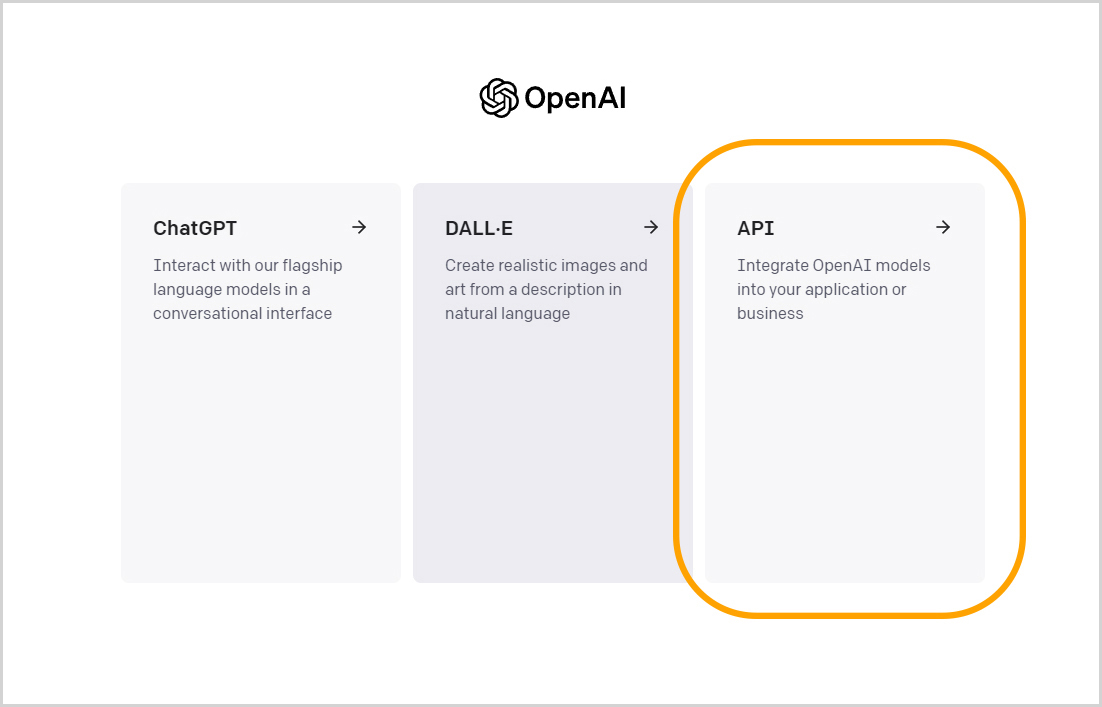 OpenAI
ChatGPT
Interact with our flagship
language models in a
conversational interface
DALL·E
Create realistic images and
art from a description in
natural language
API
Integrate OpenAI models
into your application or
business